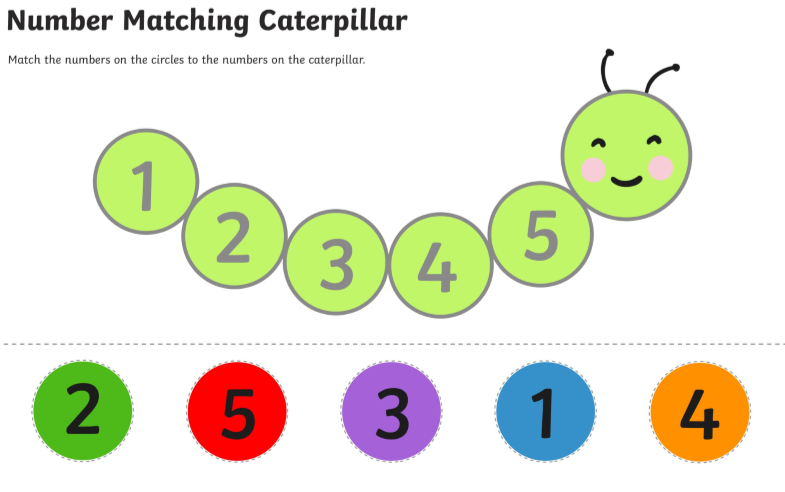 Number Matching Caterpillar
Match the numbers on the circles to the numbers on the caterpillar.
1 2 3 4 5
2 5 3 1 4